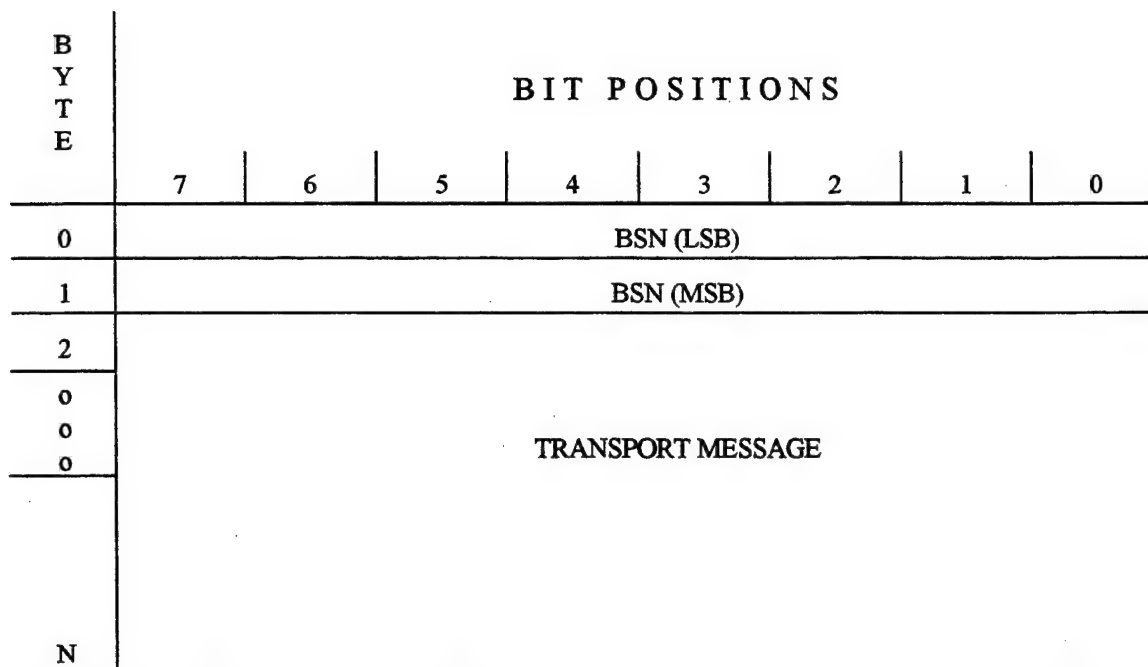 B
Y
T
E
BIT POSITIONS
7 6 5 4 3 2 1 0
0 BSN (LSB)
1 BSN (MSB)
2
o
o
o
TRANSPORT MESSAGE
N